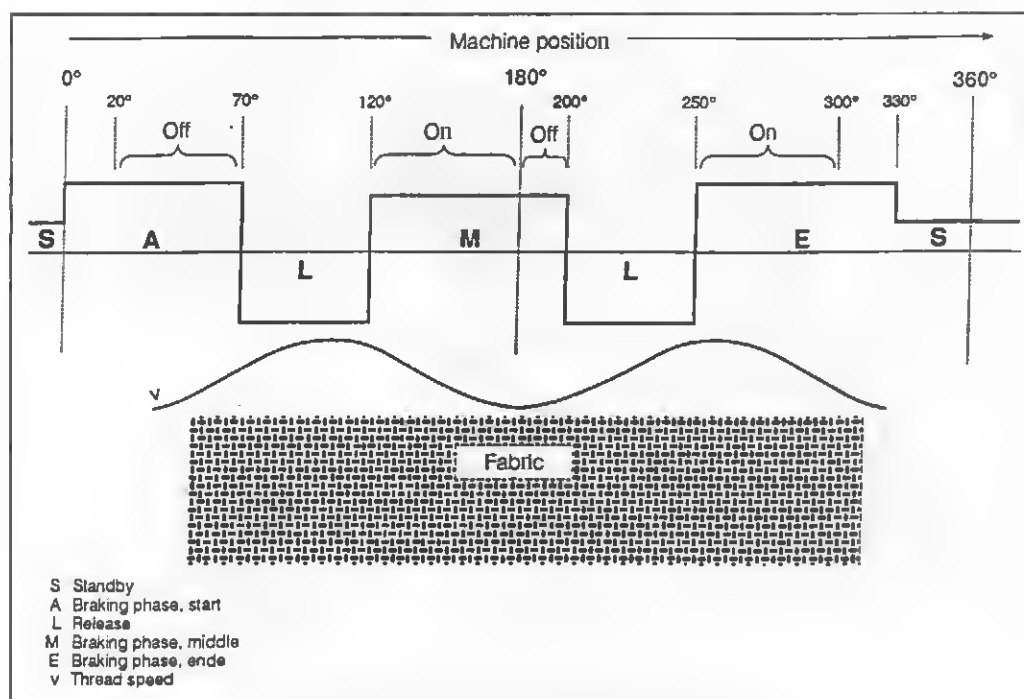 Machine position
0° 180° 360°
20° 70° 120° 200° 250° 300° 330°
Off On Off On
S A M E S
L L
v
Fabric
S Standby
A Braking phase, start
L Release
M Braking phase, middle
E Braking phase, ende
v Thread speed